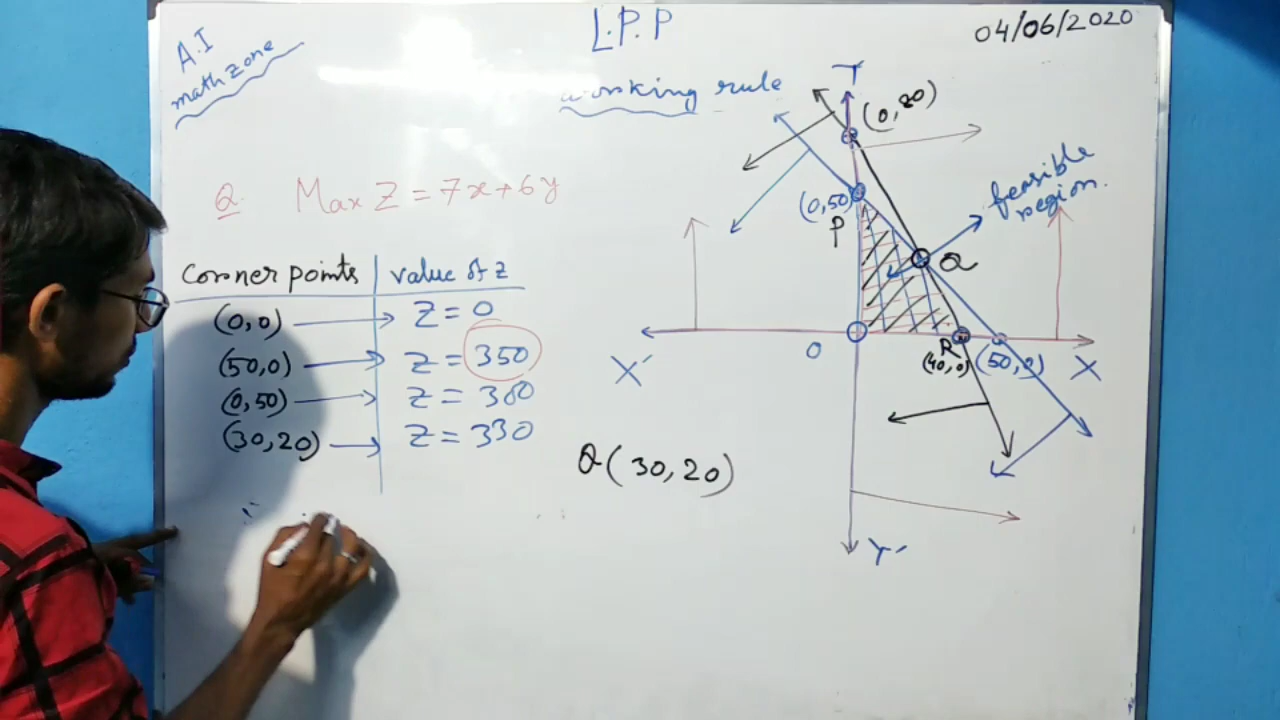 A.I
math zone
L.P.P
04/06/2020
working rule
Q. Max Z = 7x+6y
Corner points value of z
(0,0) Z = 0
(50,0) Z = 350
(0,50) Z = 300
(30,20) Z = 330
Y
(0,80)
(0,50)
P
feasible
region.
Q
O
R
(40,0)
(50,0)
X'
X
Q(30,20)
Y'
∵